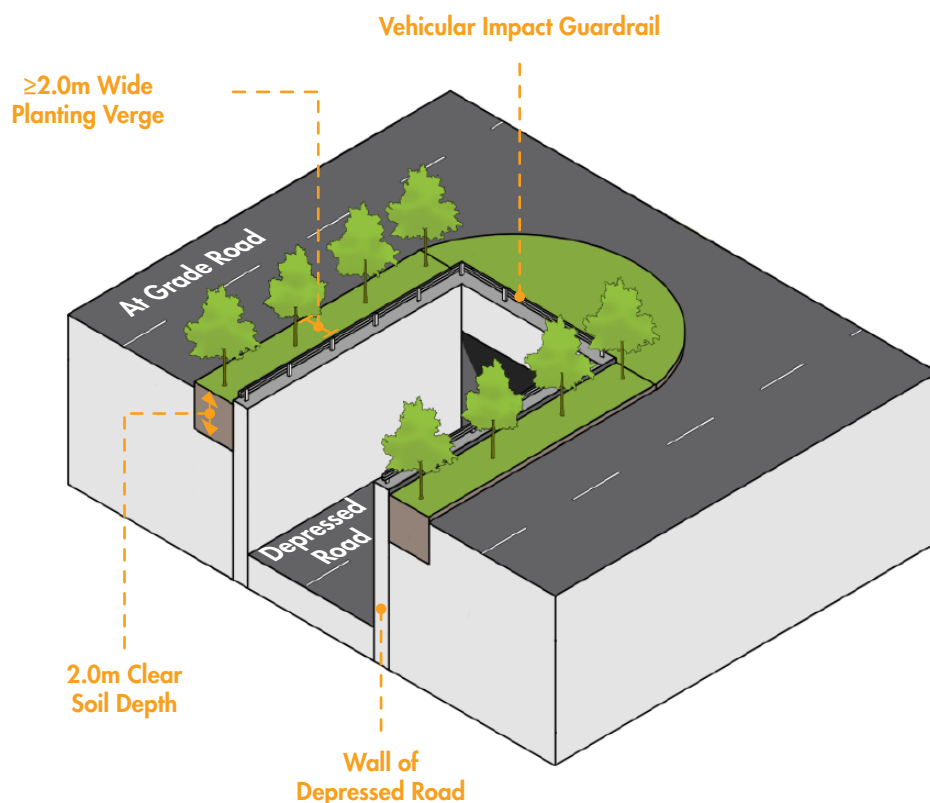 Vehicular Impact Guardrail
≥2.0m Wide
Planting Verge
At Grade Road
Depressed
Road
2.0m Clear
Soil Depth
Wall of
Depressed Road